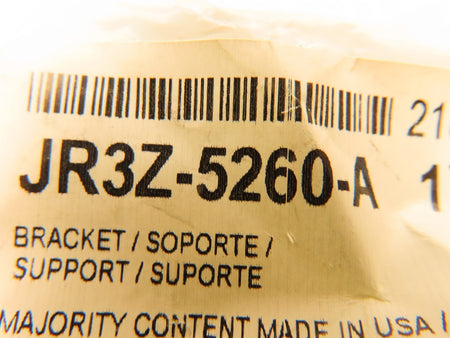 JR3Z-5260-A
BRACKET / SOPORTE /
SUPPORT / SUPORTE
MAJORITY CONTENT MADE IN USA /